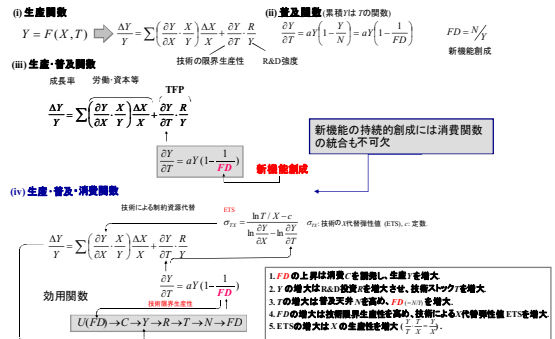 (i) 生産関数
(ii) 普及関数(累積Yは Tの関数)
Y = F(X,T) ⇒ ΔY/Y = ∑(∂Y/∂X · X/Y) ΔX/X + ∂Y/∂T · R/Y
∂Y/∂T = aY(1 − Y/N) = aY(1 − 1/FD)
FD = N/Y
技術の限界生産性
R&D強度
新機能創成
(iii) 生産・普及関数
成長率
労働・資本等
TFP
ΔY/Y = ∑(∂Y/∂X · X/Y) ΔX/X + ∂Y/∂T · R/Y
∂Y/∂T = aY(1− 1/FD)
新機能創成
新機能の持続的創成には消費関数
の統合も不可欠
(iv) 生産・普及・消費関数
技術による制約資源代替
ETS
σTX = (ln T / X − c) / (ln ∂Y/∂X − ln ∂Y/∂T)
σTX: 技術のX代替弾性値 (ETS), c: 定数.
ΔY/Y = ∑(∂Y/∂X · X/Y) ΔX/X + ∂Y/∂T · R/Y
∂Y/∂T = aY(1− 1/FD)
効用関数
技術限界生産性
U(FD)→C→Y→R→T→N→FD
1. FD の上昇は消費Cを誘発し、生産Yを増大.
2. Y の増大は R&D投資Rを増大させ、技術ストックTを増大.
3. Tの増大は普及天井 Nを高め、FD (=N/Y) を増大.
4. FDの増大は技術限界生産性を高め、技術によるX代替弾性値 ETSを増大.
5. ETSの増大は X の生産性を増大 (Y/T · T/X = Y/X).